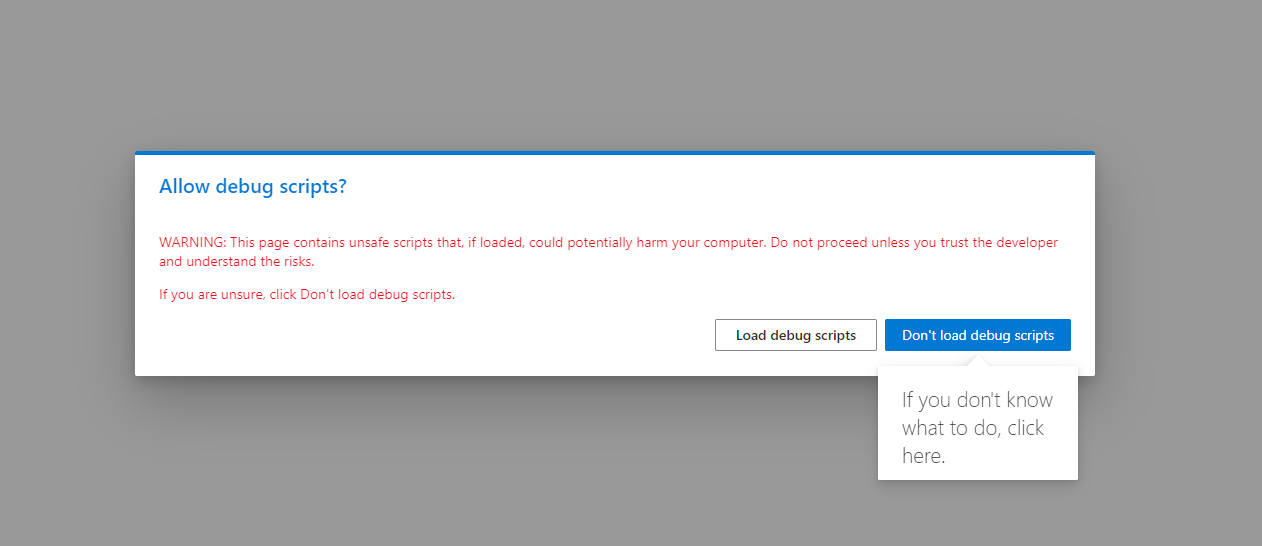 Allow debug scripts?
WARNING: This page contains unsafe scripts that, if loaded, could potentially harm your computer. Do not proceed unless you trust the developer
and understand the risks.
If you are unsure, click Don't load debug scripts.
Load debug scripts
Don't load debug scripts
If you don't know
what to do, click
here.